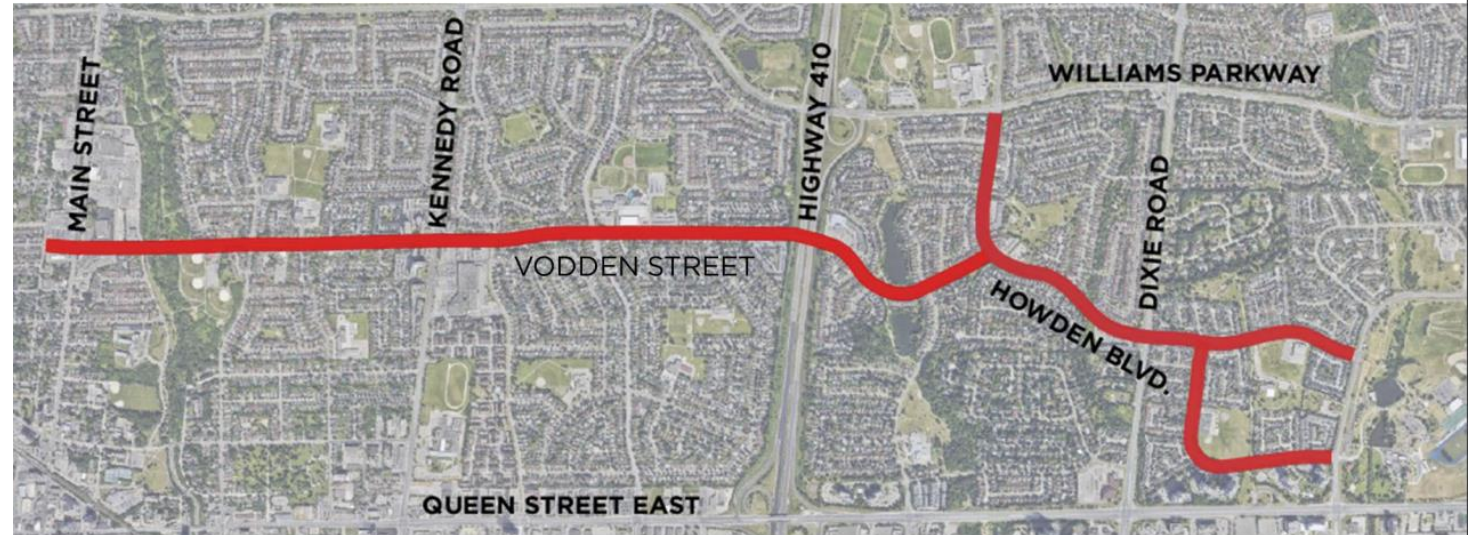 MAIN STREET
KENNEDY ROAD
HIGHWAY 410
WILLIAMS PARKWAY
DIXIE ROAD
VODDEN STREET
HOWDEN BLVD.
QUEEN STREET EAST